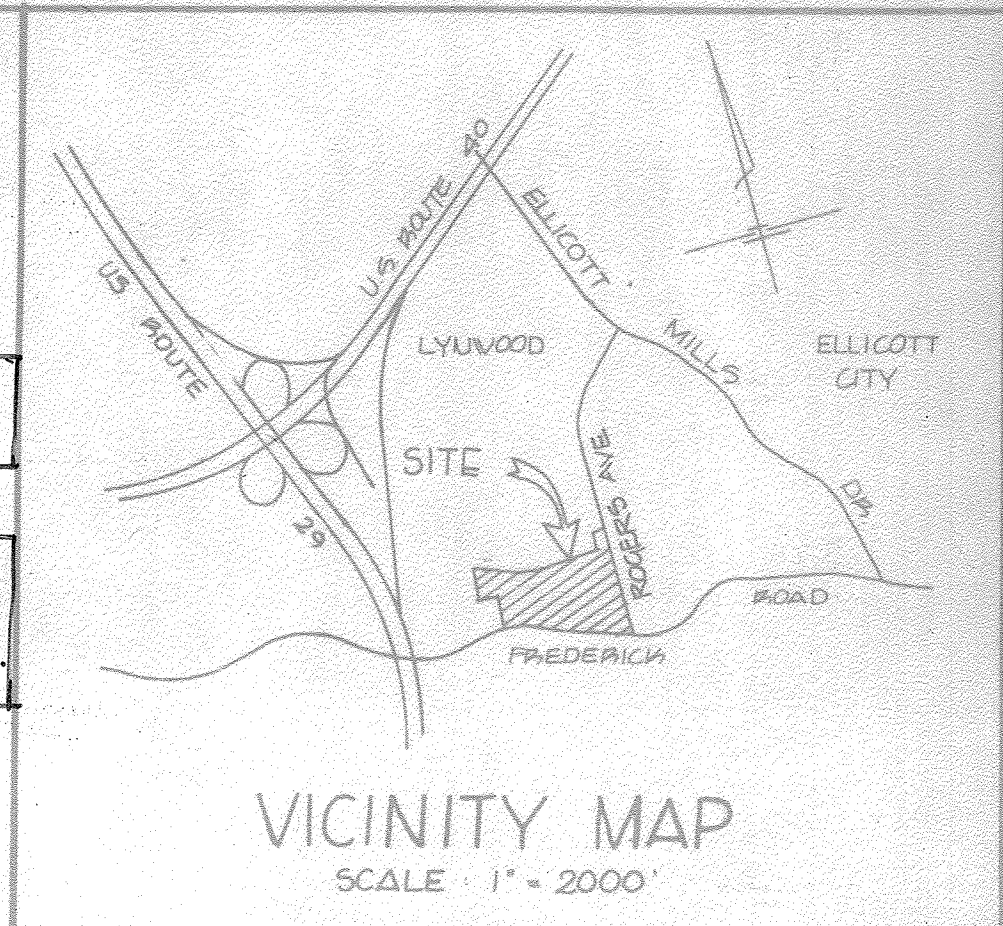 U.S ROUTE 40
ELLICOTT
MILLS
DR.
US ROUTE
29
LYNWOOD
ELLICOTT
CITY
SITE
ROGERS AVE.
ROAD
FREDERICK
VICINITY MAP
SCALE : 1" = 2000'